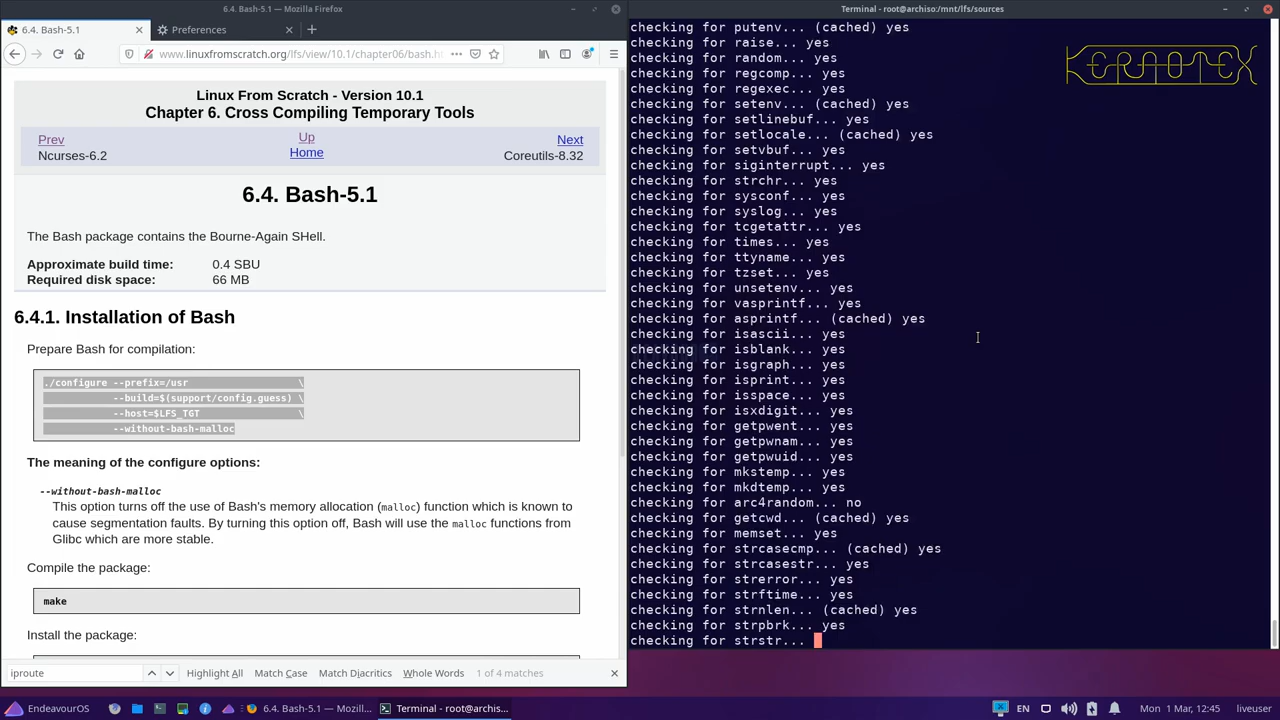 6.4. Bash-5.1 — Mozilla Firefox
6.4. Bash-5.1
Preferences
www.linuxfromscratch.org/lfs/view/10.1/chapter06/bash.h
Linux From Scratch - Version 10.1
Chapter 6. Cross Compiling Temporary Tools
Prev
Up
Next
Ncurses-6.2
Home
Coreutils-8.32
6.4. Bash-5.1
The Bash package contains the Bourne-Again SHell.
Approximate build time: 0.4 SBU
Required disk space: 66 MB
6.4.1. Installation of Bash
Prepare Bash for compilation:
./configure --prefix=/usr \
--build=$(support/config.guess) \
--host=$LFS_TGT \
--without-bash-malloc
The meaning of the configure options:
--without-bash-malloc
This option turns off the use of Bash's memory allocation (malloc) function which is known to
cause segmentation faults. By turning this option off, Bash will use the malloc functions from
Glibc which are more stable.
Compile the package:
make
Install the package:
iproute
Highlight All
Match Case
Match Diacritics
Whole Words
1 of 4 matches
Terminal - root@archiso:/mnt/lfs/sources
KERAOTEX
checking for putenv... (cached) yes
checking for raise... yes
checking for random... yes
checking for regcomp... yes
checking for regexec... yes
checking for setenv... (cached) yes
checking for setlinebuf... yes
checking for setlocale... (cached) yes
checking for setvbuf... yes
checking for siginterrupt... yes
checking for strchr... yes
checking for sysconf... yes
checking for syslog... yes
checking for tcgetattr... yes
checking for times... yes
checking for ttyname... yes
checking for tzset... yes
checking for unsetenv... yes
checking for vasprintf... yes
checking for asprintf... (cached) yes
checking for isascii... yes
checking for isblank... yes
checking for isgraph... yes
checking for isprint... yes
checking for isspace... yes
checking for isxdigit... yes
checking for getpwent... yes
checking for getpwnam... yes
checking for getpwuid... yes
checking for mkstemp... yes
checking for mkdtemp... yes
checking for arc4random... no
checking for getcwd... (cached) yes
checking for memset... yes
checking for strcasecmp... (cached) yes
checking for strcasestr... yes
checking for strerror... yes
checking for strftime... yes
checking for strnlen... (cached) yes
checking for strpbrk... yes
checking for strstr...
EndeavourOS
6.4. Bash-5.1 — Mozilla F...
Terminal - root@archiso:...
EN
Mon 1 Mar, 12:45
liveuser